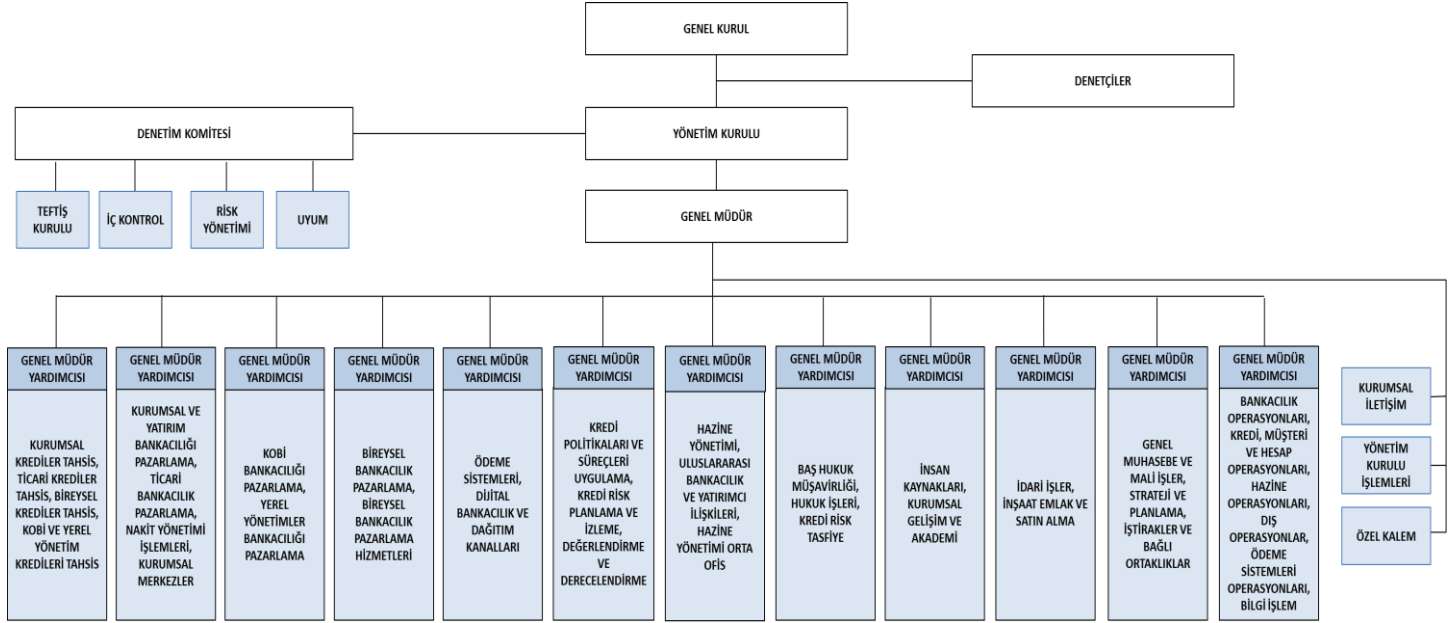 GENEL KURUL
DENETÇİLER
DENETİM KOMİTESİ
YÖNETİM KURULU
TEFTİŞ
KURULU
İÇ KONTROL
RİSK
YÖNETİMİ
UYUM
GENEL MÜDÜR
GENEL MÜDÜR
YARDIMCISI
KURUMSAL
KREDİLER TAHSİS,
TİCARİ KREDİLER
TAHSİS, BİREYSEL
KREDİLER TAHSİS,
KOBİ VE YEREL
YÖNETİM
KREDİLERİ TAHSİS
GENEL MÜDÜR
YARDIMCISI
KURUMSAL VE
YATIRIM
BANKACILIĞI
PAZARLAMA,
TİCARİ
BANKACILIK
PAZARLAMA,
NAKİT YÖNETİMİ
İŞLEMLERİ,
KURUMSAL
MERKEZLER
GENEL MÜDÜR
YARDIMCISI
KOBİ
BANKACILIĞI
PAZARLAMA,
YEREL
YÖNETİMLER
BANKACILIĞI
PAZARLAMA
GENEL MÜDÜR
YARDIMCISI
BİREYSEL
BANKACILIK
PAZARLAMA,
BİREYSEL
BANKACILIK
PAZARLAMA
HİZMETLERİ
GENEL MÜDÜR
YARDIMCISI
ÖDEME
SİSTEMLERİ,
DİJİTAL
BANKACILIK VE
DAĞITIM
KANALLARI
GENEL MÜDÜR
YARDIMCISI
KREDİ
POLİTİKALARI VE
SÜREÇLERİ
UYGULAMA,
KREDİ RİSK
PLANLAMA VE
İZLEME,
DEĞERLENDİRME
VE
DERECELENDİRME
GENEL MÜDÜR
YARDIMCISI
HAZİNE
YÖNETİMİ,
ULUSLARARASI
BANKACILIK
VE YATIRIMCI
İLİŞKİLERİ,
HAZİNE
YÖNETİMİ ORTA
OFİS
GENEL MÜDÜR
YARDIMCISI
BAŞ HUKUK
MÜŞAVİRLİĞİ,
HUKUK İŞLERİ,
KREDİ RİSK
TASFİYE
GENEL MÜDÜR
YARDIMCISI
İNSAN
KAYNAKLARI,
KURUMSAL
GELİŞİM VE
AKADEMİ
GENEL MÜDÜR
YARDIMCISI
İDARİ İŞLER,
İNŞAAT EMLAK VE
SATIN ALMA
GENEL MÜDÜR
YARDIMCISI
GENEL
MUHASEBE VE
MALİ İŞLER,
STRATEJİ VE
PLANLAMA,
İŞTİRAKLER VE
BAĞLI
ORTAKLIKLAR
GENEL MÜDÜR
YARDIMCISI
BANKACILIK
OPERASYONLARI,
KREDİ, MÜŞTERİ
VE HESAP
OPERASYONLARI,
HAZİNE
OPERASYONLARI,
DIŞ
OPERASYONLAR,
ÖDEME
SİSTEMLERİ
OPERASYONLARI,
BİLGİ İŞLEM
KURUMSAL
İLETİŞİM
YÖNETİM
KURULU
İŞLEMLERİ
ÖZEL KALEM